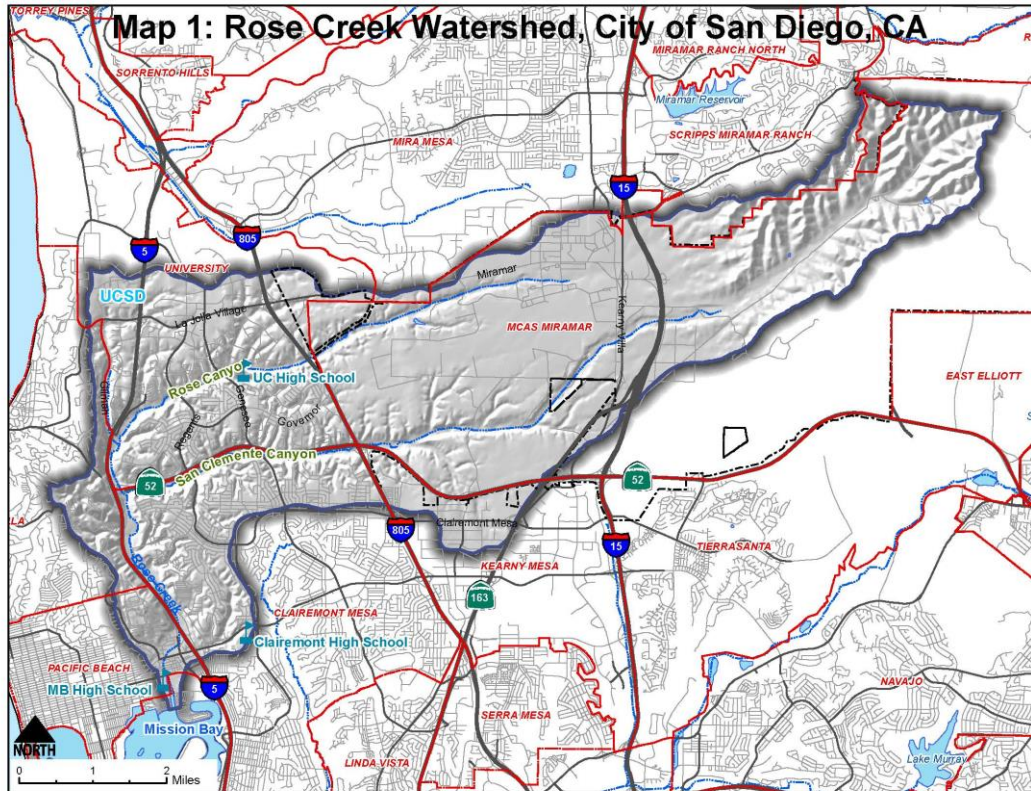 Map 1: Rose Creek Watershed, City of San Diego, CA
TORREY PINES
SORRENTO HILLS
MIRAMAR RANCH NORTH
R
Miramar Reservoir
SCRIPPS MIRAMAR RANCH
MIRA MESA
15
805
5
UNIVERSITY
Miramar
UCSD
La Jolla Village
Kearny Villa
MCAS MIRAMAR
Rose Canyo
UC High School
EAST ELLIOTT
Gilman
Genesee
Governor
Regents
San Clemente Canyon
52
52
LA
Clairemont Mesa
805
15
TIERRASANTA
KEARNY MESA
Rose Creek
163
CLAIREMONT MESA
Clairemont High School
PACIFIC BEACH
MB High School
5
NAVAJO
SERRA MESA
Mission Bay
NORTH
LINDA VISTA
Lake Murray
0 1 2
Miles